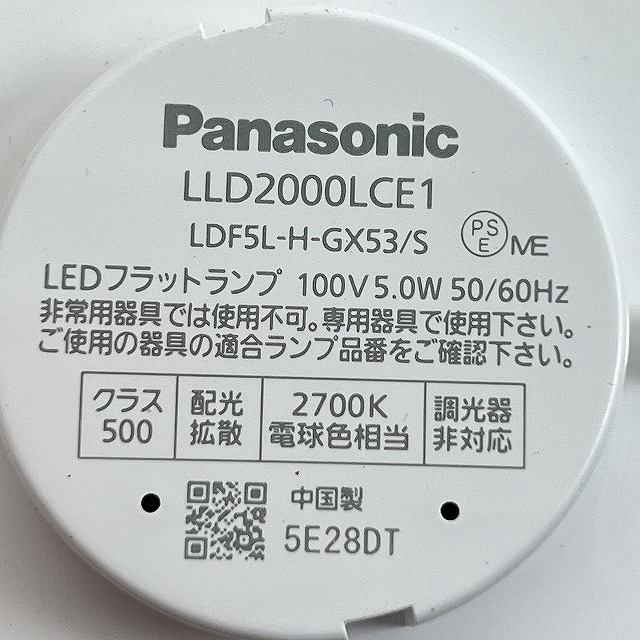 Panasonic
LLD2000LCE1
LDF5L-H-GX53/S PS E ME
LEDフラットランプ 100V 5.0W 50/60Hz
非常用器具では使用不可。専用器具で使用下さい。
ご使用の器具の適合ランプ品番をご確認下さい。
クラス 500
配光 拡散
2700K 電球色相当
調光器 非対応
中国製
5E28DT